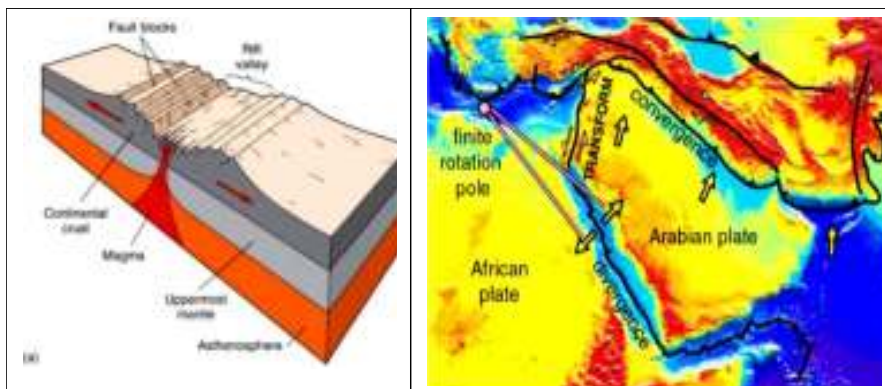 Fault blocks
Rift
valley
Continental
crust
Magma
Uppermost
mantle
Asthenosphere
(a)
finite
rotation
pole
TRANSFORM
convergence
Arabian plate
African
plate
divergence